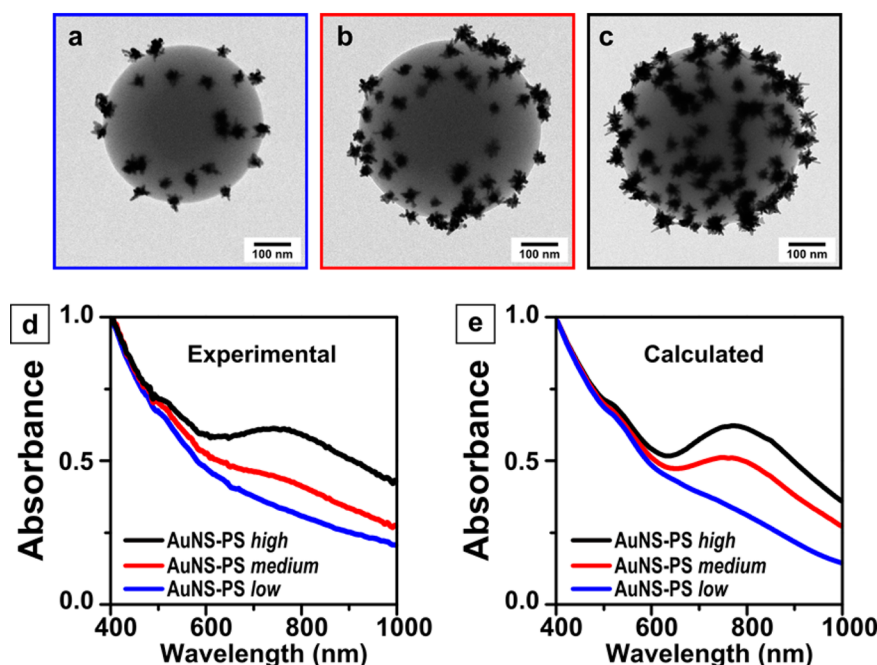 a
b
c
100 nm
100 nm
100 nm
d
Experimental
1.0
0.5
0.0
Absorbance
AuNS-PS high
AuNS-PS medium
AuNS-PS low
400 600 800 1000
Wavelength (nm)
e
Calculated
1.0
0.5
0.0
Absorbance
AuNS-PS high
AuNS-PS medium
AuNS-PS low
400 600 800 1000
Wavelength (nm)